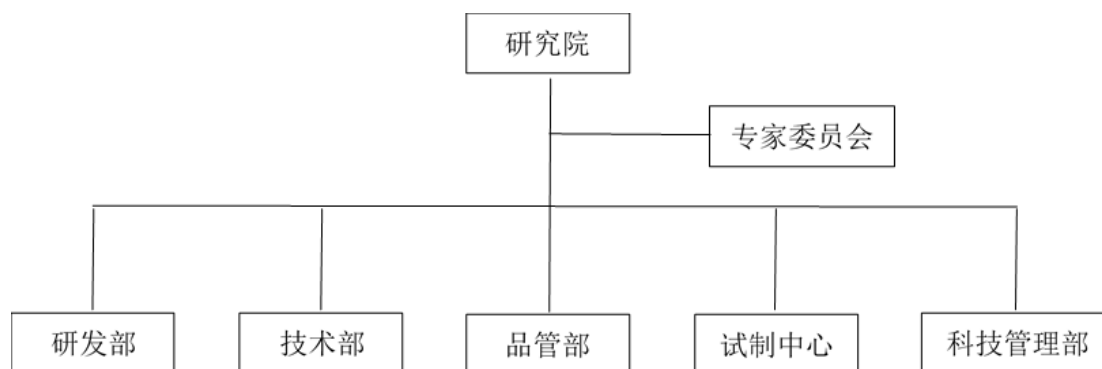 研究院
专家委员会
研发部
技术部
品管部
试制中心
科技管理部